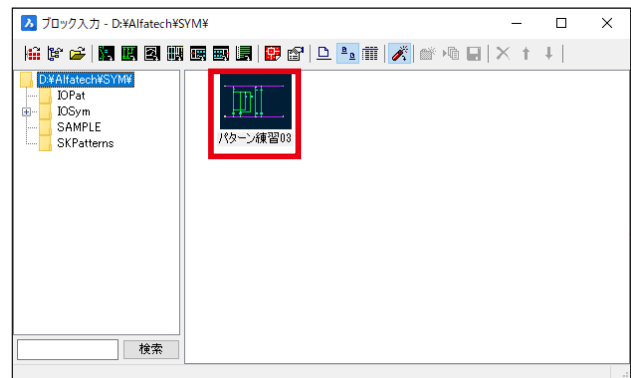 ブロック入力 - D:¥Alfatech¥SYM¥
D:¥Alfatech¥SYM¥
IOPat
IOSym
SAMPLE
SKPatterns
パターン練習03
検索